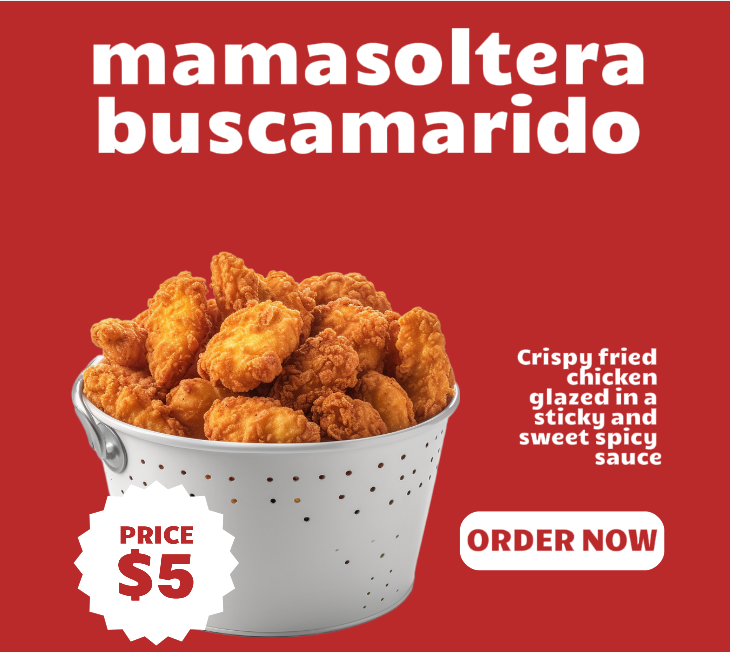 mamasoltera
buscamarido
Crispy fried
chicken
glazed in a
sticky and
sweet spicy
sauce
PRICE
$5
ORDER NOW